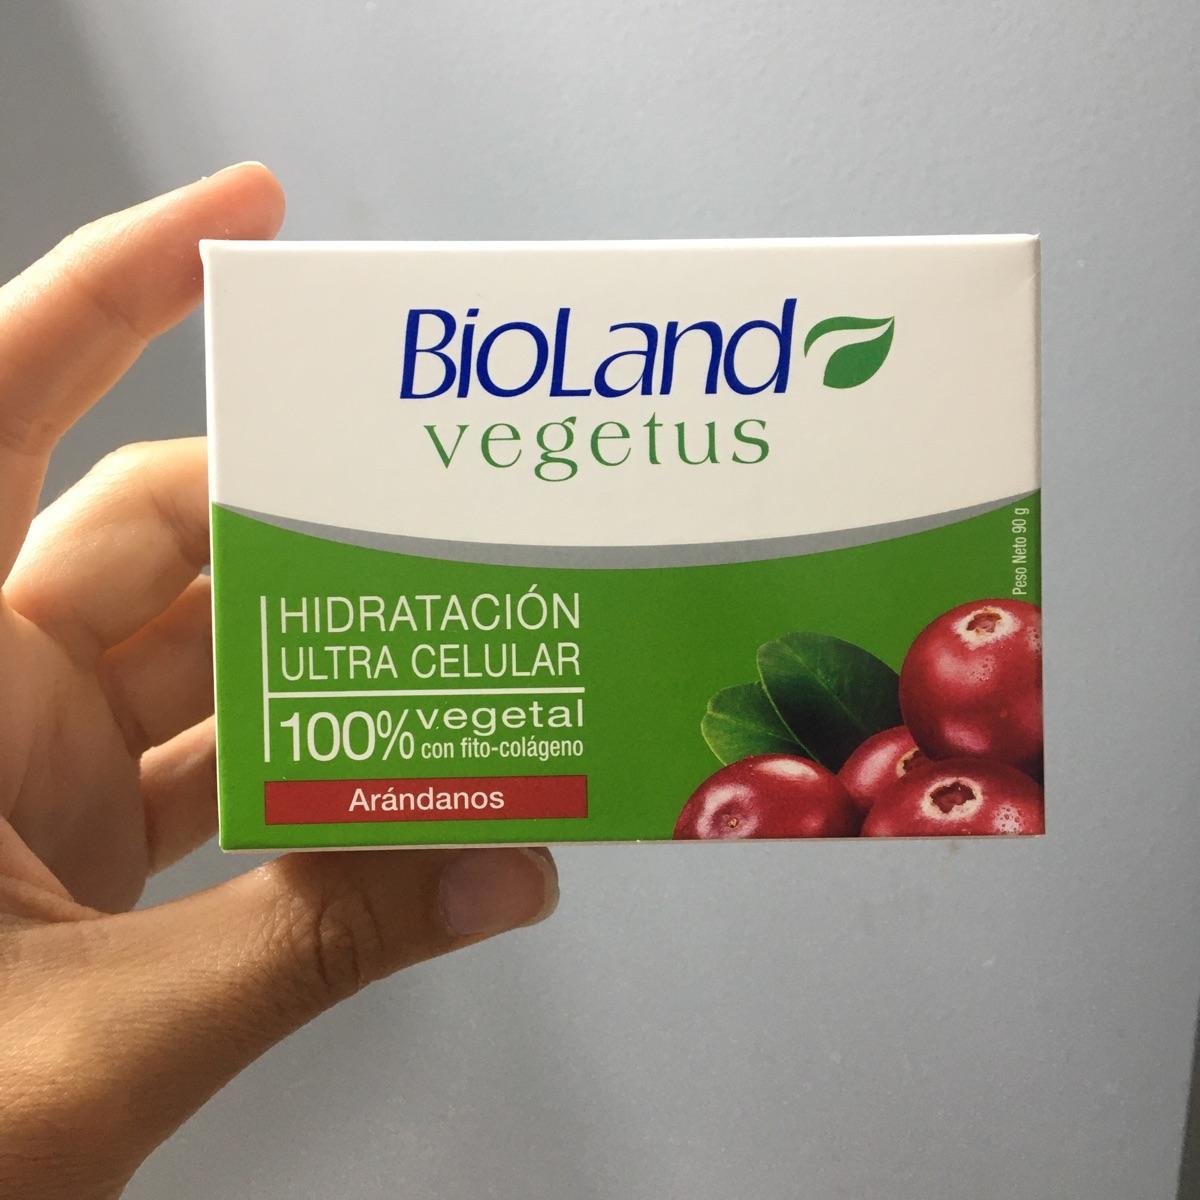 BioLand
vegetus
Peso Neto 90 g
HIDRATACIÓN
ULTRA CELULAR
100% vegetal
con fito-colágeno
Arándanos